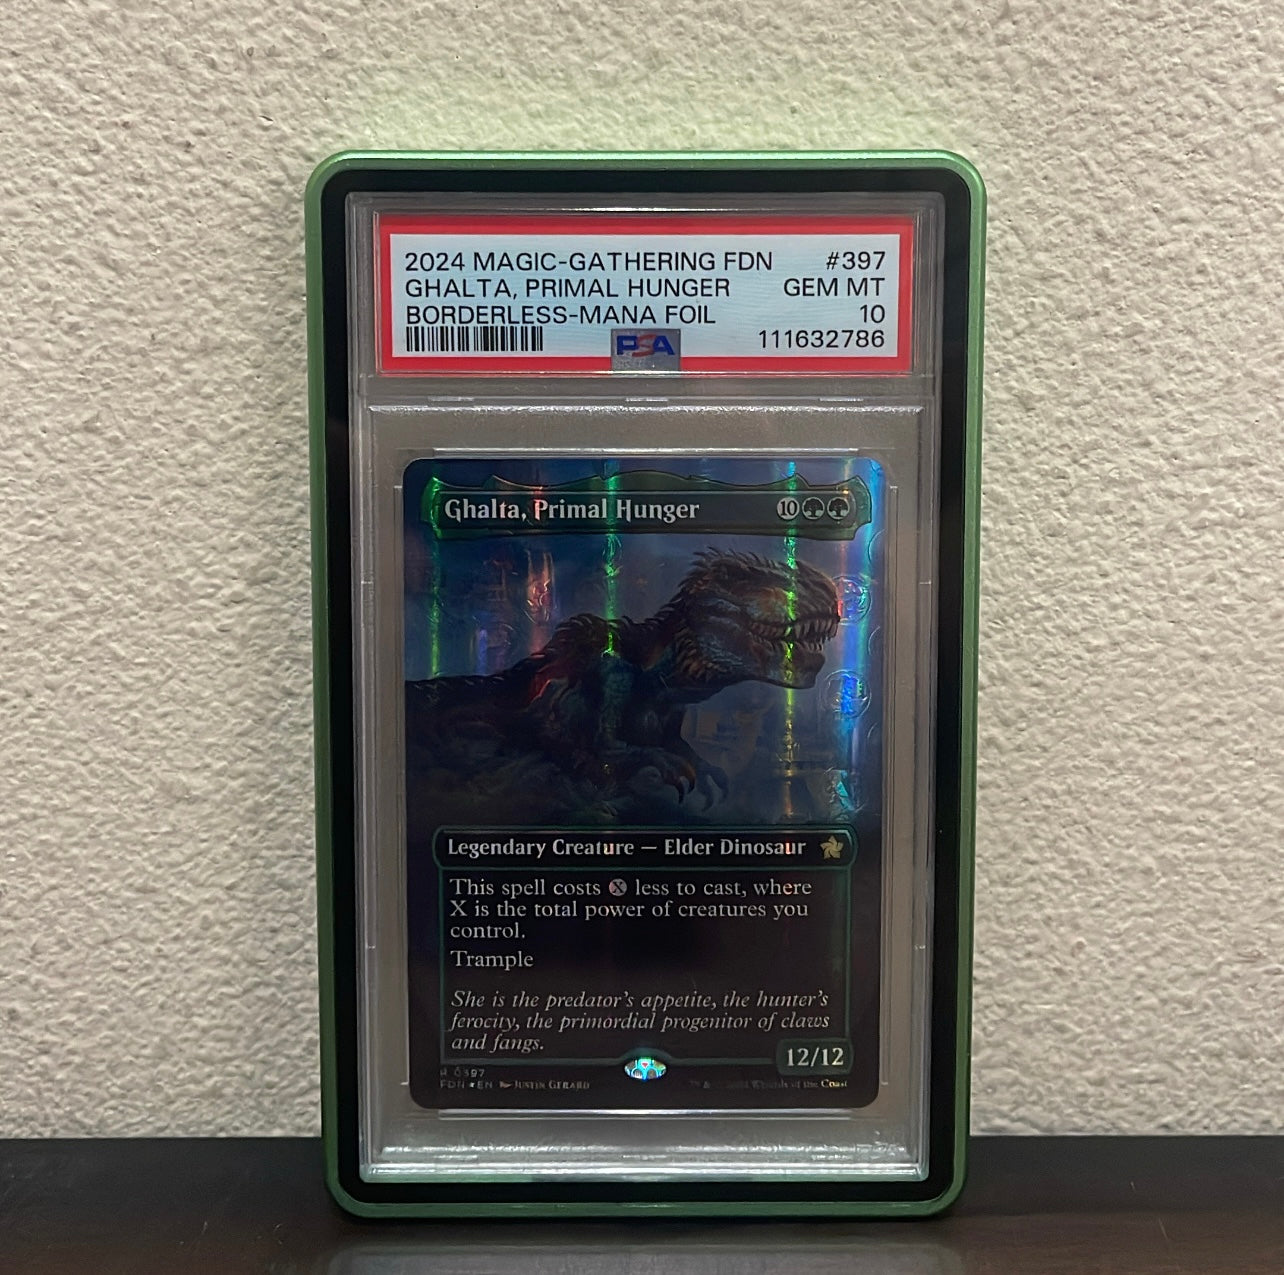 2024 MAGIC-GATHERING FDN #397
GHALTA, PRIMAL HUNGER GEM MT
BORDERLESS-MANA FOIL 10
PSA 111632786
Ghalta, Primal Hunger 10
Legendary Creature — Elder Dinosaur
This spell costs X less to cast, where
X is the total power of creatures you
control.
Trample
She is the predator's appetite, the hunter's
ferocity, the primordial progenitor of claws
and fangs.
12/12
R 0397
FDN ★ EN JUSTIN GERARD ™ & Wizards of the Coast